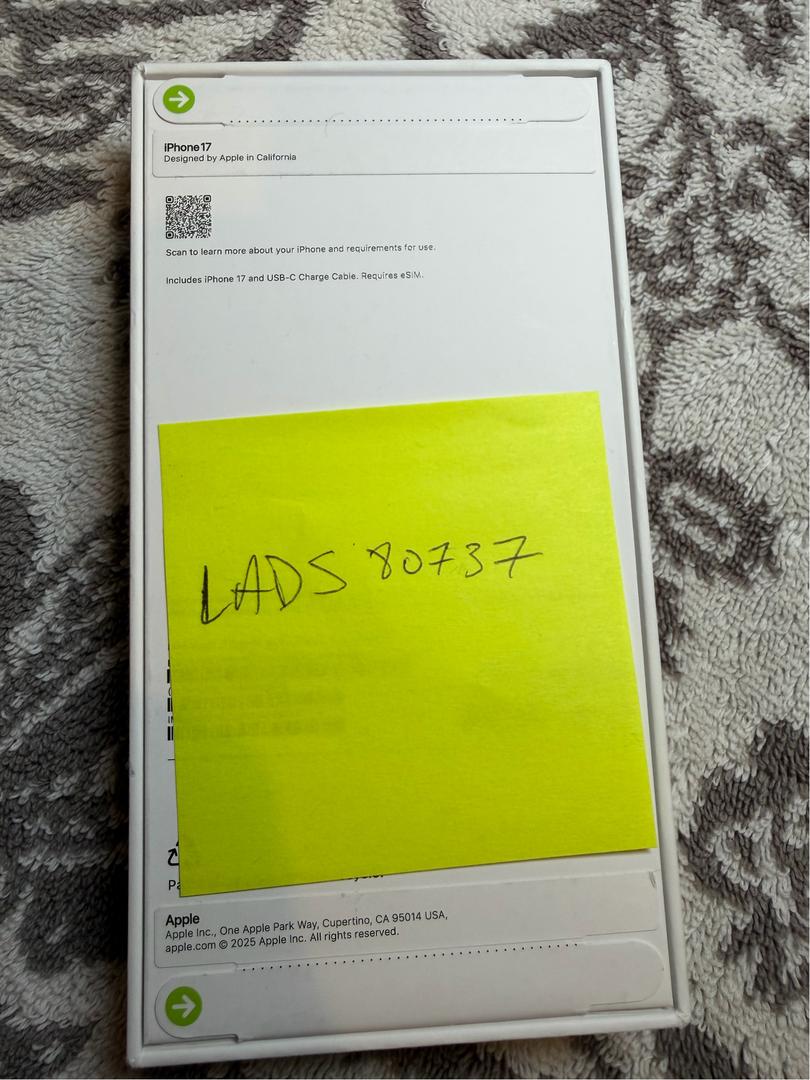 iPhone 17
Designed by Apple in California
Scan to learn more about your iPhone and requirements for use.
Includes iPhone 17 and USB-C Charge Cable. Requires eSIM.
LADS 80737
Apple
Apple Inc., One Apple Park Way, Cupertino, CA 95014 USA,
apple.com © 2025 Apple Inc. All rights reserved.